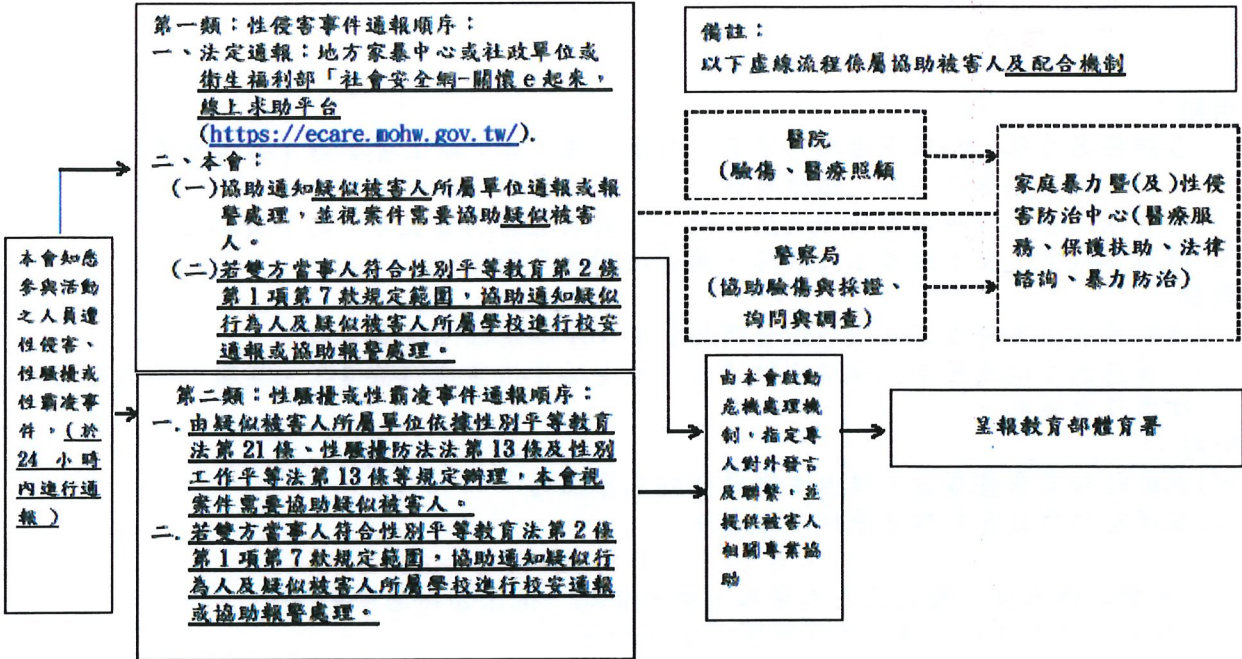 第一類：性侵害事件通報順序：
一、法定通報：地方家暴中心或社政單位或
衛生福利部「社會安全網-關懷 e 起來，
線上求助平台
(https://ecare.mohw.gov.tw/).
二、本會：
(一)協助通知疑似被害人所屬單位通報或報
警處理，並視案件需要協助疑似被害
人。
(二)若雙方當事人符合性別平等教育第 2 條
第 1 項第 7 款規定範圍，協助通知疑似
行為人及疑似被害人所屬學校進行校安
通報或協助報警處理。
備註：
以下虛線流程係屬協助被害人及配合機制
醫院
(驗傷、醫療照顧
警察局
(協助驗傷與採證、
詢問與調查)
家庭暴力暨(及)性侵
害防治中心(醫療服
務、保護扶助、法律
諮詢、暴力防治)
本會知悉
參與活動
之人員遭
性侵害、
性騷擾或
性霸凌事
件，(於
24 小時
內進行通
報)
第二類：性騷擾或性霸凌事件通報順序：
一. 由疑似被害人所屬單位依據性別平等教育
法第 21 條、性騷擾防法法第 13 條及性別
工作平等法第 13 條等規定辦理，本會視
案件需要協助疑似被害人。
二. 若雙方當事人符合性別平等教育法第 2 條
第 1 項第 7 款規定範圍，協助通知疑似行
為人及疑似被害人所屬學校進行校安通報
或協助報警處理。
由本會啟動
危機處理機
制，指定專
人對外發言
及聯繫，並
提供被害人
相關專業協
助
呈報教育部體育署